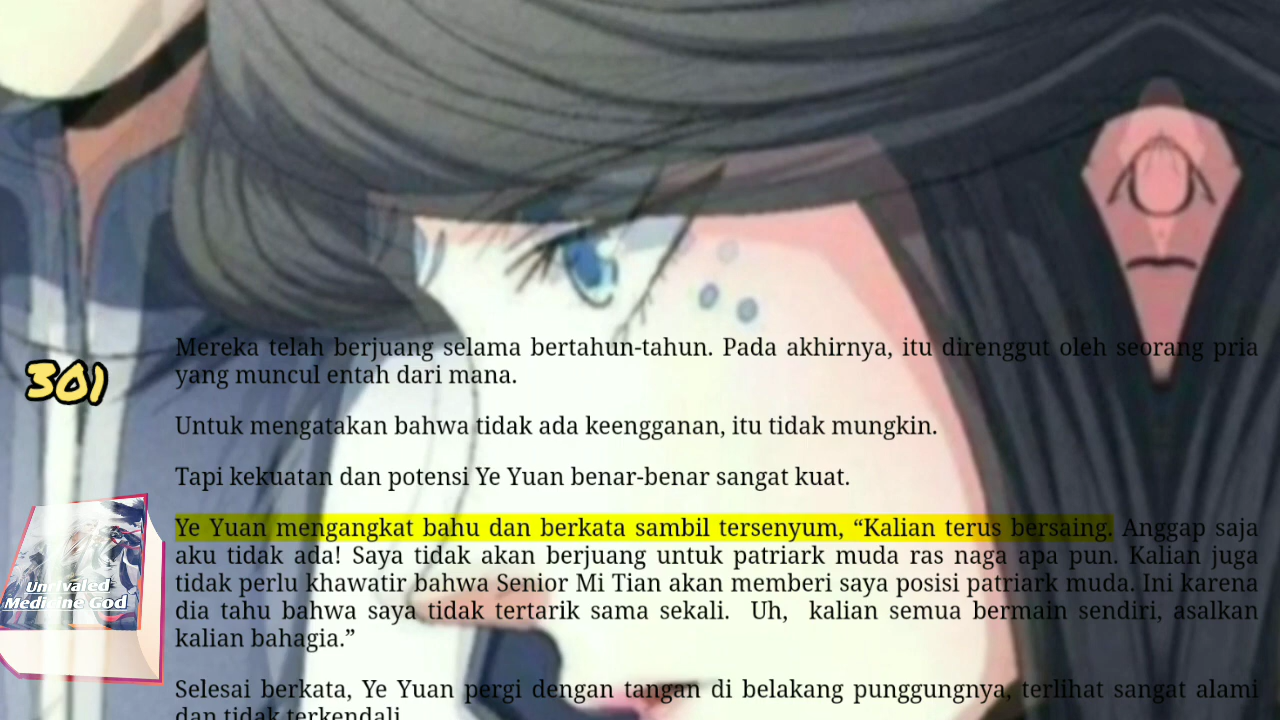 Mereka telah berjuang selama bertahun-tahun. Pada akhirnya, itu direnggut oleh seorang pria
yang muncul entah dari mana.
301
Untuk mengatakan bahwa tidak ada keengganan, itu tidak mungkin.
Tapi kekuatan dan potensi Ye Yuan benar-benar sangat kuat.
Ye Yuan mengangkat bahu dan berkata sambil tersenyum, “Kalian terus bersaing. Anggap saja
aku tidak ada! Saya tidak akan berjuang untuk patriark muda ras naga apa pun. Kalian juga
tidak perlu khawatir bahwa Senior Mi Tian akan memberi saya posisi patriark muda. Ini karena
dia tahu bahwa saya tidak tertarik sama sekali.  Uh,  kalian semua bermain sendiri, asalkan
kalian bahagia.”
Unrivaled
Medicine God
Selesai berkata, Ye Yuan pergi dengan tangan di belakang punggungnya, terlihat sangat alami
dan tidak terkendali.